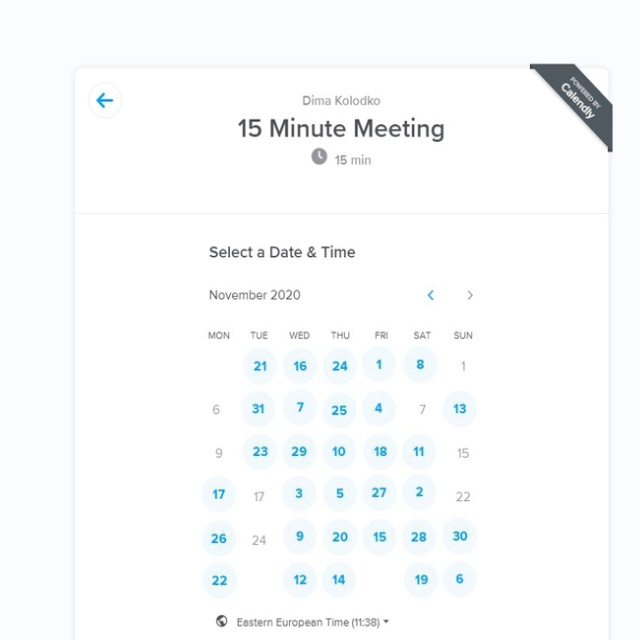 POWERED BY
Calendly
Dima Kolodko
15 Minute Meeting
15 min
Select a Date & Time
November 2020
MON TUE WED THU FRI SAT SUN
21 16 24 1 8 1
6 31 7 25 4 7 13
9 23 29 10 18 11 15
17 17 3 5 27 2 22
26 24 9 20 15 28 30
22 12 14 19 6
Eastern European Time (11:38)